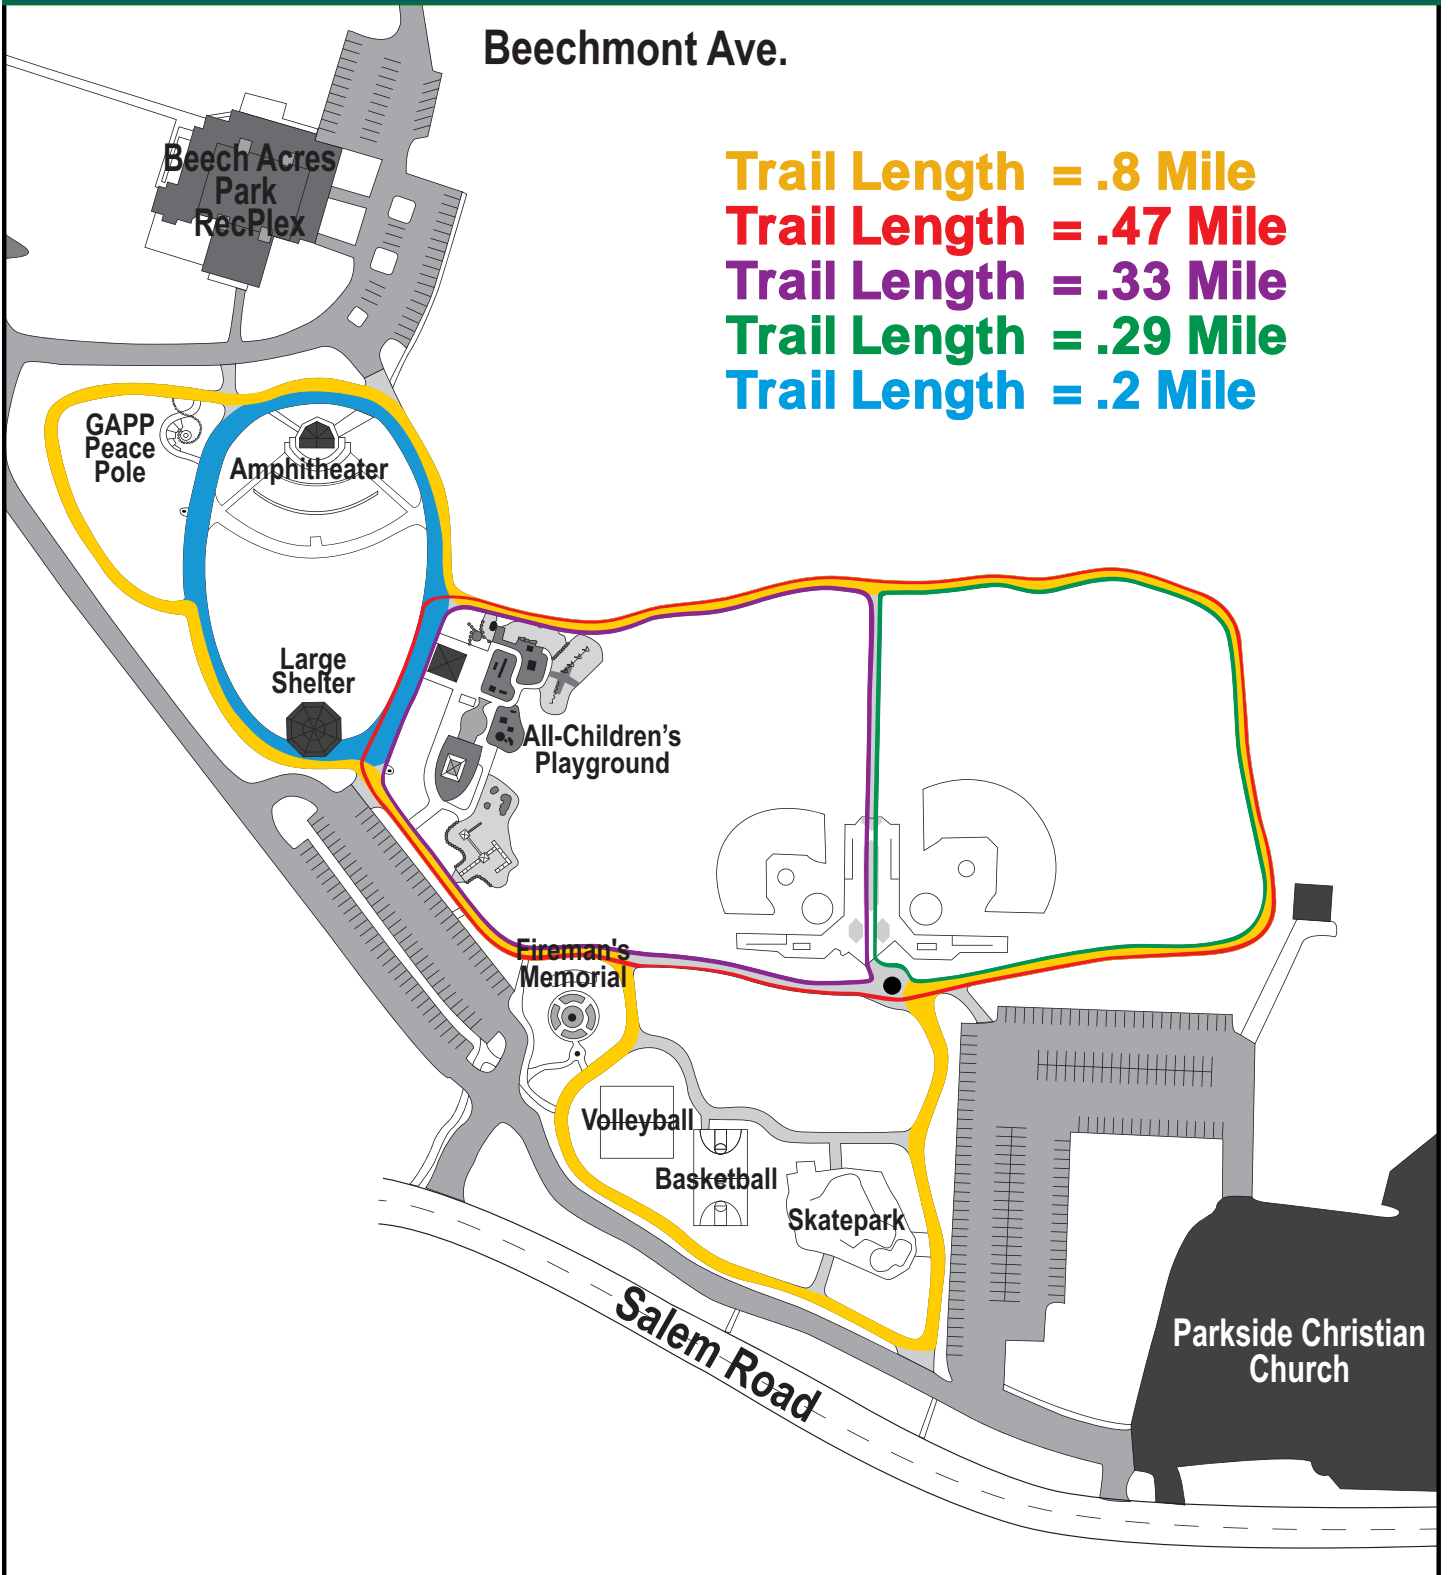 Beechmont Ave.
Beech Acres
Park
RecPlex
Trail Length = .8 Mile
Trail Length = .47 Mile
Trail Length = .33 Mile
Trail Length = .29 Mile
Trail Length = .2 Mile
GAPP
Peace
Pole
Amphitheater
Large
Shelter
All-Children's
Playground
Fireman's
Memorial
Volleyball
Basketball
Skatepark
Salem Road
Parkside Christian
Church